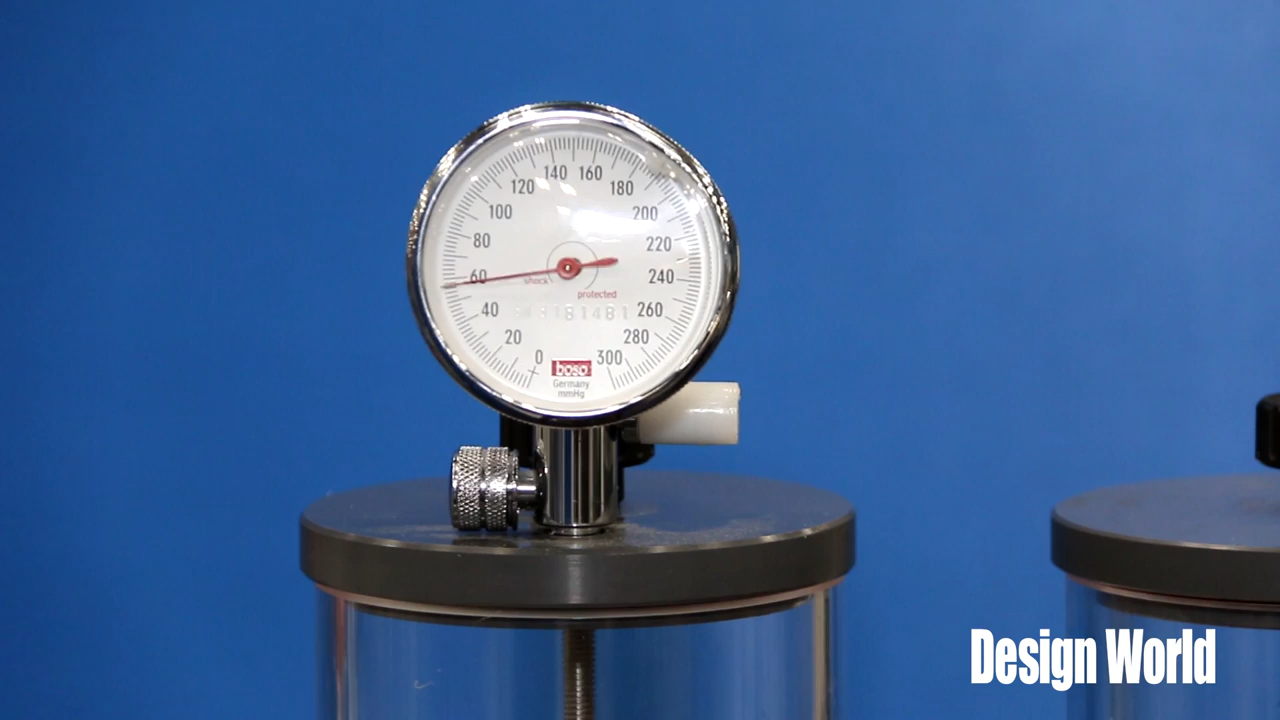 140 160
120 180
100 200
80 220
60 240
shock
protected
40 260
20 280
0 300
boso
Germany
mmHg
Design World